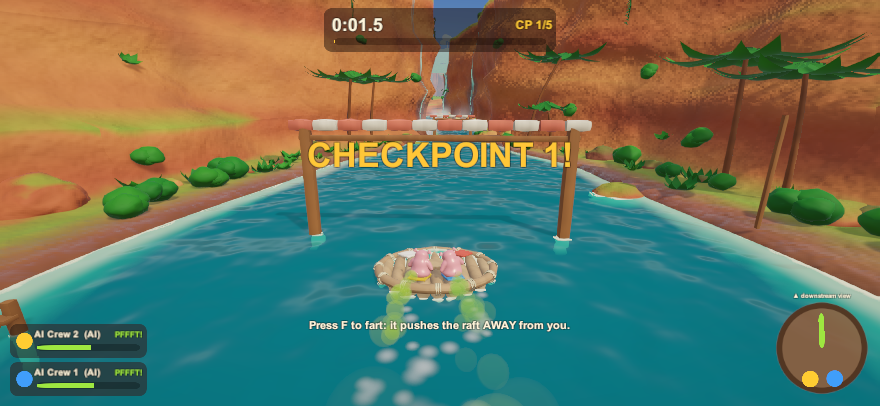 0:01.5
CP 1/5
CHECKPOINT 1!
Press F to fart: it pushes the raft AWAY from you.
▲ downstream view
AI Crew 2 (AI) PFFFT!
AI Crew 1 (AI) PFFFT!